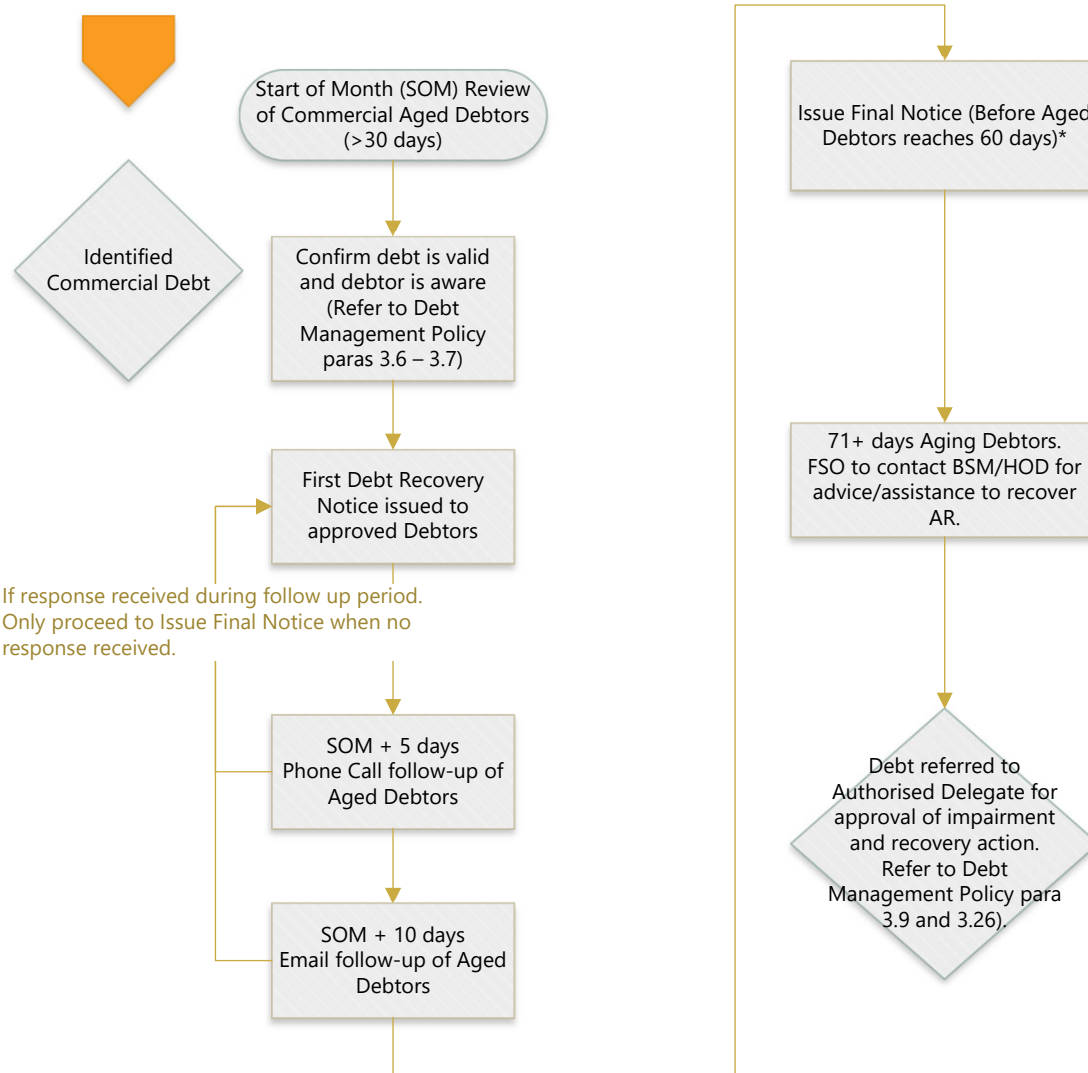 Start of Month (SOM) Review
of Commercial Aged Debtors
(>30 days)
Identified
Commercial Debt
Confirm debt is valid
and debtor is aware
(Refer to Debt
Management Policy
paras 3.6 – 3.7)
First Debt Recovery
Notice issued to
approved Debtors
If response received during follow up period.
Only proceed to Issue Final Notice when no
response received.
SOM + 5 days
Phone Call follow-up of
Aged Debtors
SOM + 10 days
Email follow-up of Aged
Debtors
Issue Final Notice (Before Aged
Debtors reaches 60 days)*
71+ days Aging Debtors.
FSO to contact BSM/HOD for
advice/assistance to recover
AR.
Debt referred to
Authorised Delegate for
approval of impairment
and recovery action.
Refer to Debt
Management Policy para
3.9 and 3.26).